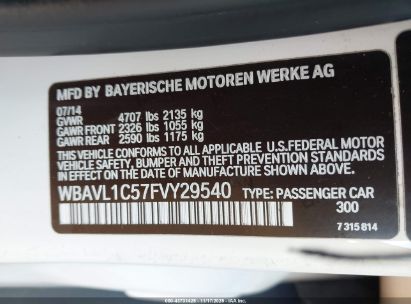 MFD BY BAYERISCHE MOTOREN WERKE AG
07/14
GVWR 4707 lbs 2135 kg
GAWR FRONT 2326 lbs 1055 kg
GAWR REAR 2590 lbs 1175 kg
THIS VEHICLE CONFORMS TO ALL APPLICABLE U.S.FEDERAL MOTOR
VEHICLE SAFETY, BUMPER, AND THEFT PREVENTION STANDARDS
IN EFFECT ON THE DATE OF MANUFACTURE SHOWN ABOVE.
WBAVL1C57FVY29540 TYPE: PASSENGER CAR
300
7 315 814